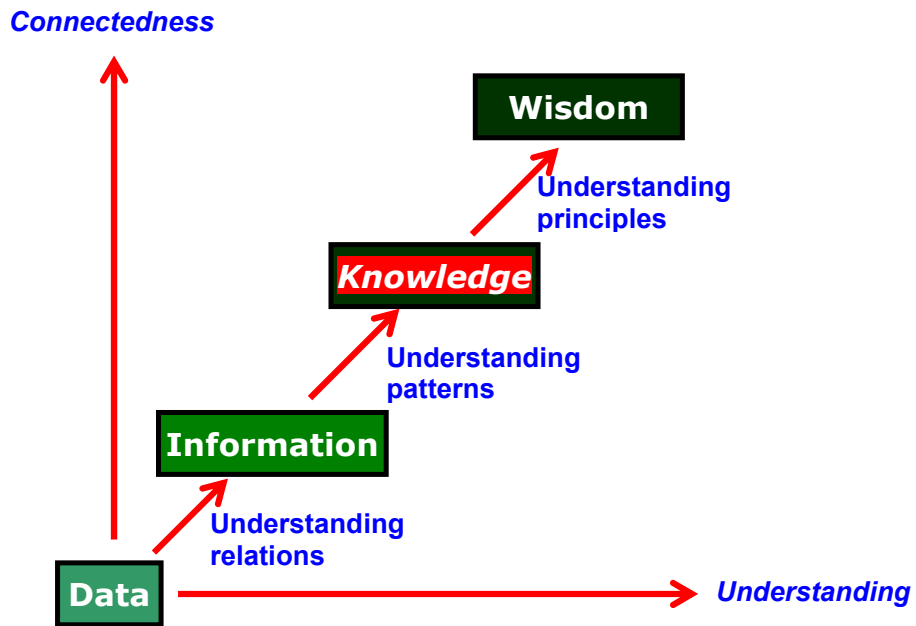 Connectedness
Wisdom
Understanding
principles
Knowledge
Understanding
patterns
Information
Understanding
relations
Data
Understanding